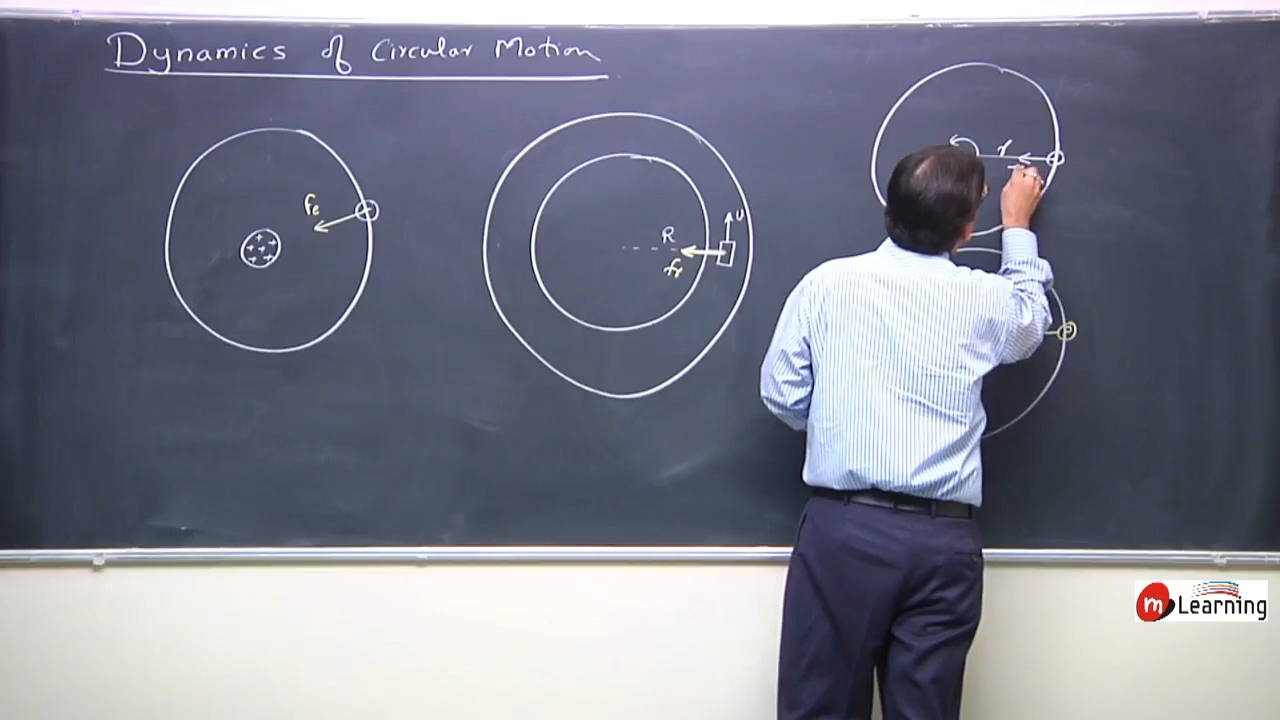 Dynamics of Circular Motion
fe
+ + + + + +
R
fr
v
r
T
m Learning